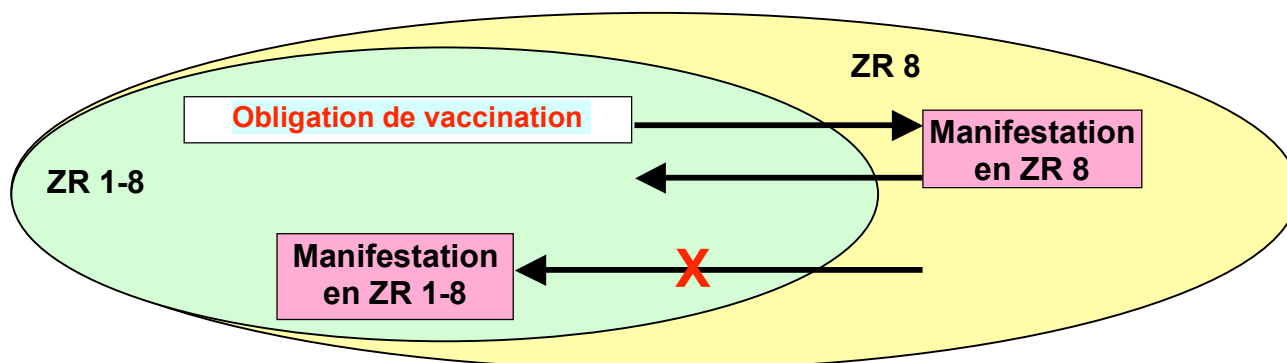 ZR 8
Obligation de vaccination
Manifestation
en ZR 8
ZR 1-8
Manifestation
en ZR 1-8
X